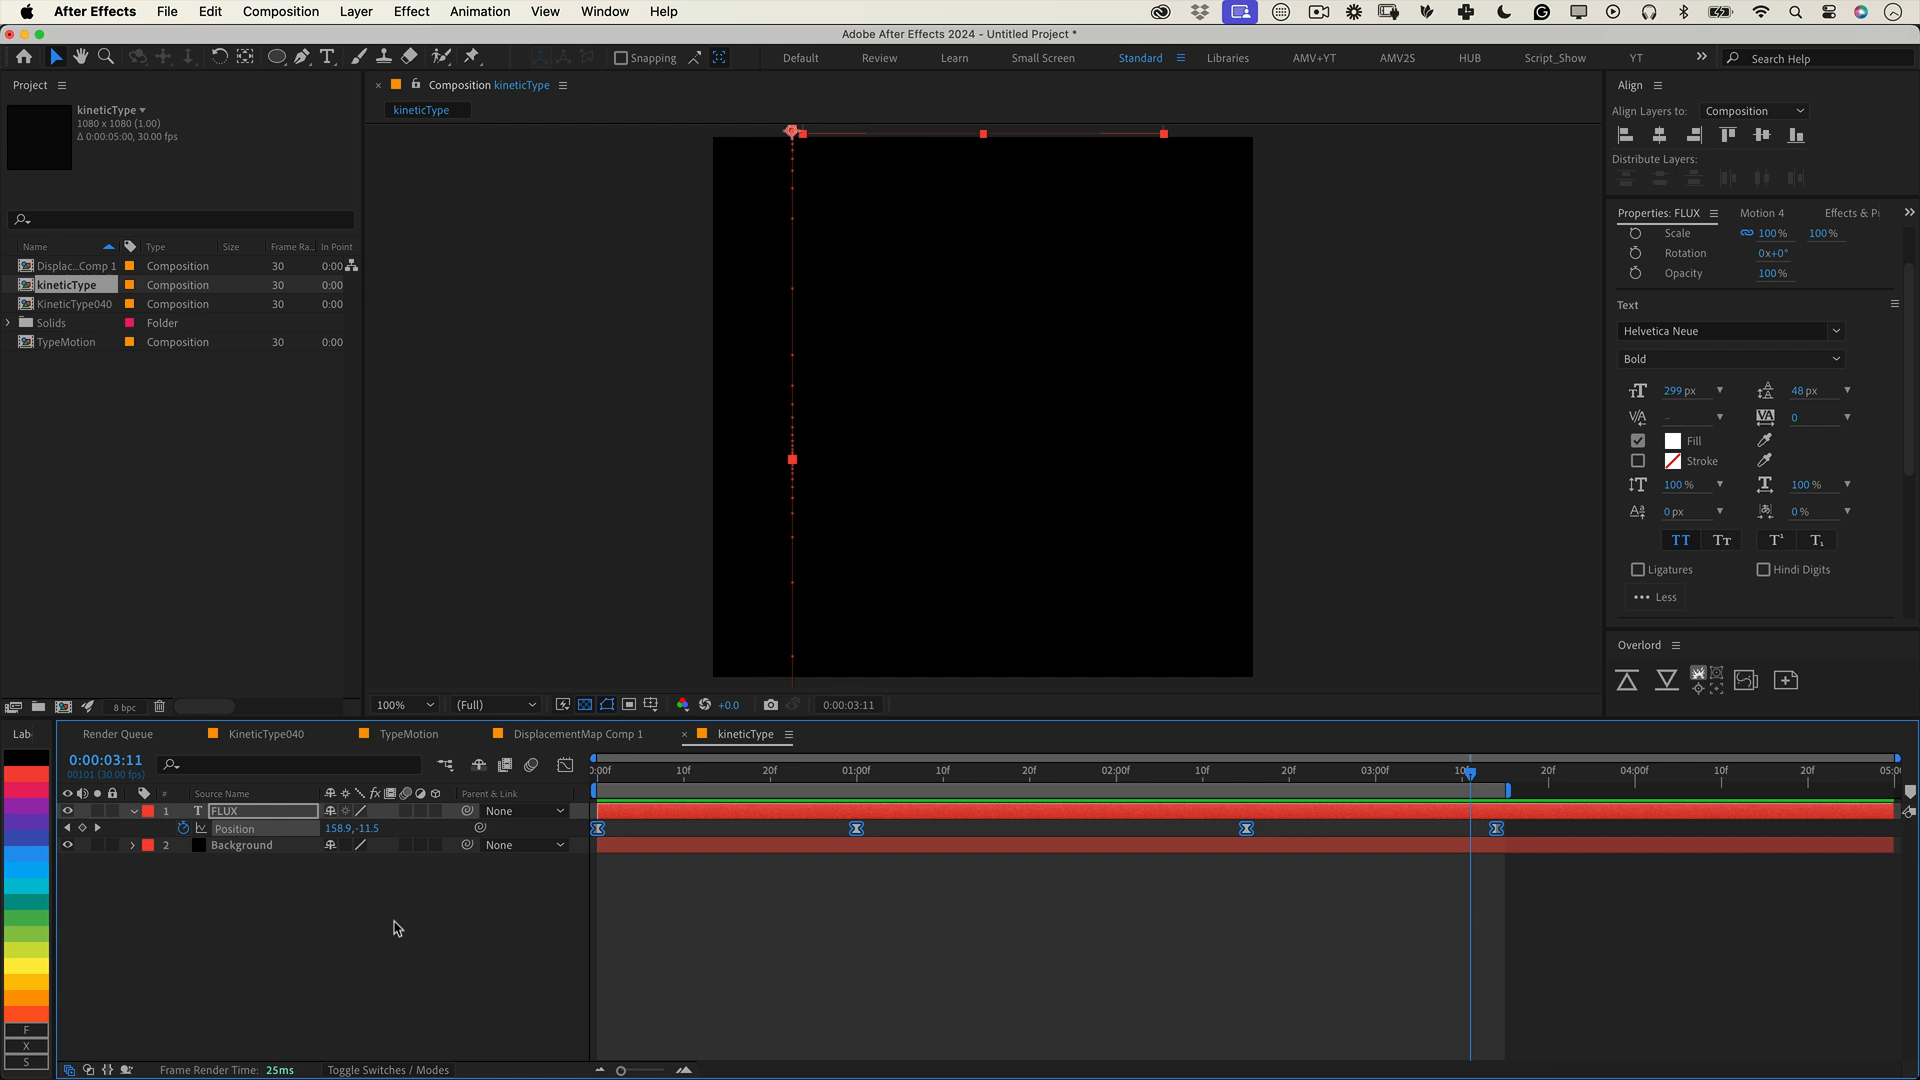 After Effects File Edit Composition Layer Effect Animation View Window Help
Adobe After Effects 2024 - Untitled Project *
Snapping Default Review Learn Small Screen Standard Libraries AMV+YT AMV2S HUB Script_Show YT Search Help
Project
kineticType
1080 x 1080 (1.00)
Δ 0:00:05:00, 30.00 fps
Name Type Size Frame Ra... In Point
Displac...Comp 1 Composition 30 0:00
kineticType Composition 30 0:00
KineticType040 Composition 30 0:00
Solids Folder
TypeMotion Composition 30 0:00
8 bpc
Composition kineticType
kineticType
100% (Full) +0.0 0:00:03:11
Align
Align Layers to: Composition
Distribute Layers:
Properties: FLUX Motion 4 Effects & P
Scale 100% 100%
Rotation 0x+0°
Opacity 100%
Text
Helvetica Neue
Bold
299 px 48 px
- 0
Fill
Stroke
100 % 100 %
0 px 0 %
TT Tт T¹ T₁
Ligatures Hindi Digits
Less
Overlord
Lab
Render Queue KineticType040 TypeMotion DisplacementMap Comp 1 kineticType
0:00:03:11
00101 (30.00 fps)
):00f 10f 20f 01:00f 10f 20f 02:00f 10f 20f 03:00f 10f 20f 04:00f 10f 20f 05:0
# Source Name Parent & Link
1 T FLUX None
Position 158.9,-11.5
2 Background None
F
X
S
Frame Render Time: 25ms Toggle Switches / Modes